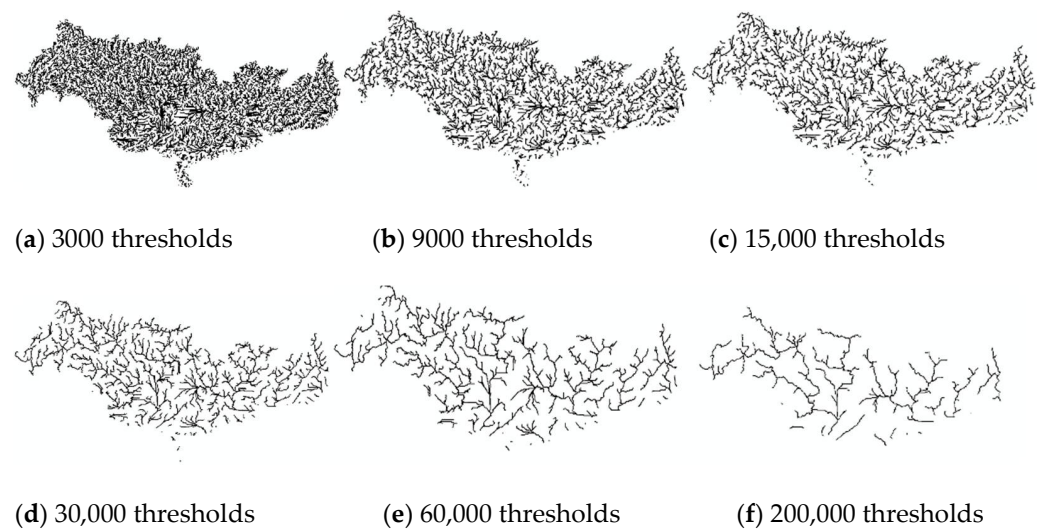 (a) 3000 thresholds
(b) 9000 thresholds
(c) 15,000 thresholds
(d) 30,000 thresholds
(e) 60,000 thresholds
(f) 200,000 thresholds